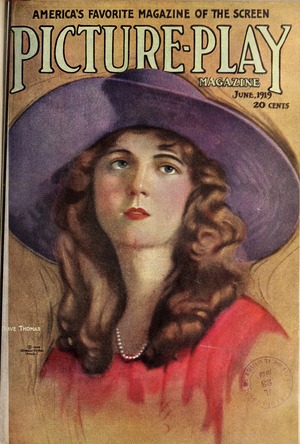 AMERICA'S FAVORITE MAGAZINE OF THE SCREEN
PICTURE-PLAY
MAGAZINE
JUNE, 1919
20 CENTS
OLIVE THOMAS